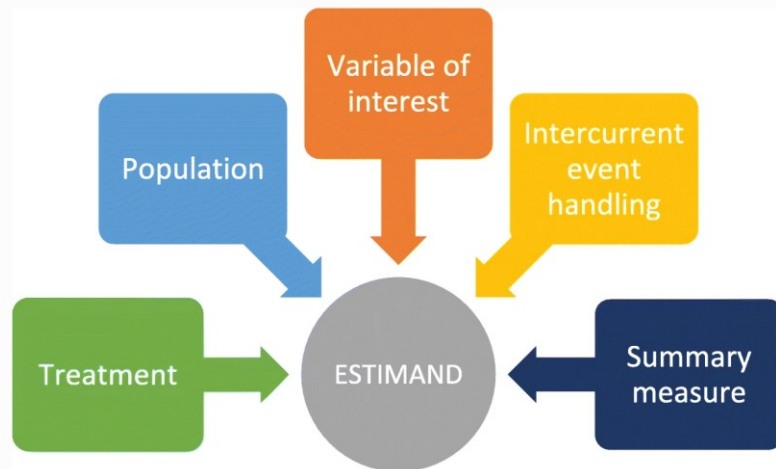 Variable of
interest
Population
Intercurrent
event
handling
Treatment
ESTIMAND
Summary
measure